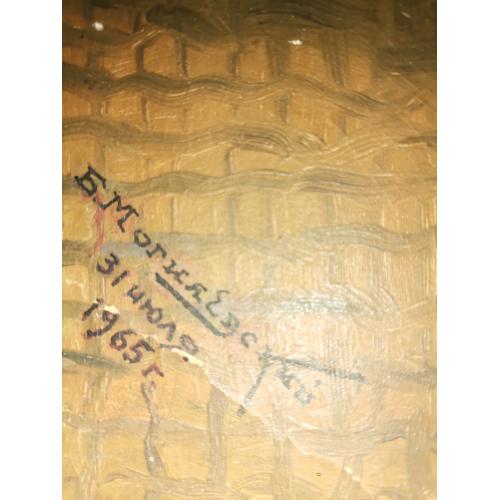 Б. Могилевский
31 июля
1965 г.